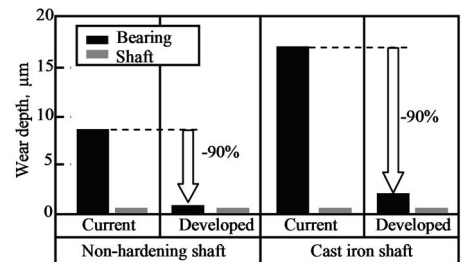 Wear depth, μm
20
15
10
5
0
Bearing
Shaft
-90%
-90%
Current Developed Current Developed
Non-hardening shaft Cast iron shaft